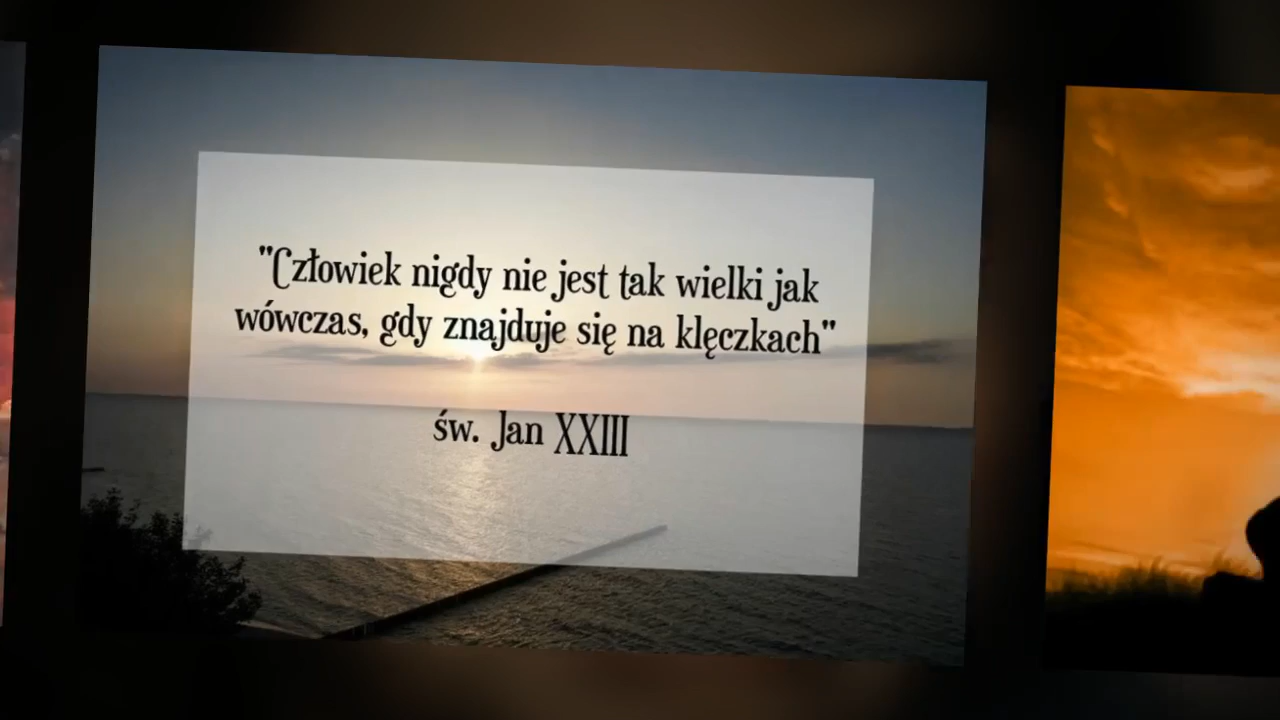 "Człowiek nigdy nie jest tak wielki jak
wówczas, gdy znajduje się na klęczkach"
św. Jan XXIII